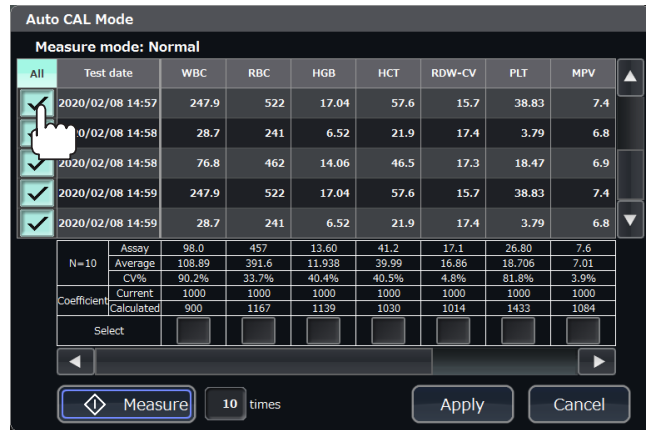 Auto CAL Mode
Measure mode: Normal
All Test date WBC RBC HGB HCT RDW-CV PLT MPV
2020/02/08 14:57 247.9 522 17.04 57.6 15.7 38.83 7.4
20/02/08 14:58 28.7 241 6.52 21.9 17.4 3.79 6.8
2020/02/08 14:58 76.8 462 14.06 46.5 17.3 18.47 6.9
2020/02/08 14:59 247.9 522 17.04 57.6 15.7 38.83 7.4
2020/02/08 14:59 28.7 241 6.52 21.9 17.4 3.79 6.8
N=10 Assay 98.0 457 13.60 41.2 17.1 26.80 7.6
Average 108.89 391.6 11.938 39.99 16.86 18.706 7.01
CV% 90.2% 33.7% 40.4% 40.5% 4.8% 81.8% 3.9%
Coefficient Current 1000 1000 1000 1000 1000 1000 1000
Calculated 900 1167 1139 1030 1014 1433 1084
Select
Measure 10 times Apply Cancel